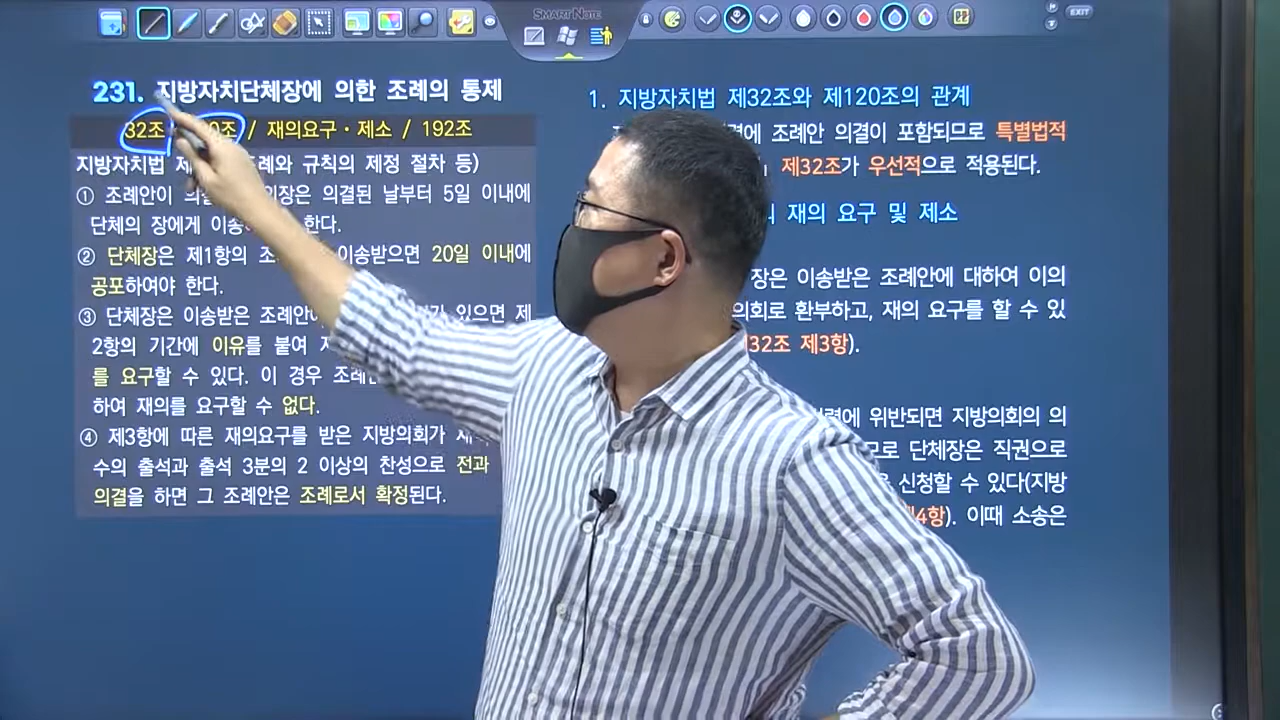 SMART NOTE
EXIT
231. 지방자치단체장에 의한 조례의 통제
32조 0조 / 재의요구·제소 / 192조
지방자치법 제 조례와 규칙의 제정 절차 등)
① 조례안이 의 의장은 의결된 날부터 5일 이내에
단체의 장에게 이송 한다.
② 단체장은 제1항의 조 이송받으면 20일 이내에
공포하여야 한다.
③ 단체장은 이송받은 조례안 있으면 제
2항의 기간에 이유를 붙여
를 요구할 수 있다. 이 경우 조례
하여 재의를 요구할 수 없다.
④ 제3항에 따른 재의요구를 받은 지방의회가
수의 출석과 출석 3분의 2 이상의 찬성으로 전과
의결을 하면 그 조례안은 조례로서 확정된다.
1. 지방자치법 제32조와 제120조의 관계
에 조례안 의결이 포함되므로 특별법적
제32조가 우선적으로 적용된다.
재의 요구 및 제소
장은 이송받은 조례안에 대하여 이의
의회로 환부하고, 재의 요구를 할 수 있
32조 제3항).
령에 위반되면 지방의회의 의
므로 단체장은 직권으로
신청할 수 있다(지방
4항). 이때 소송은